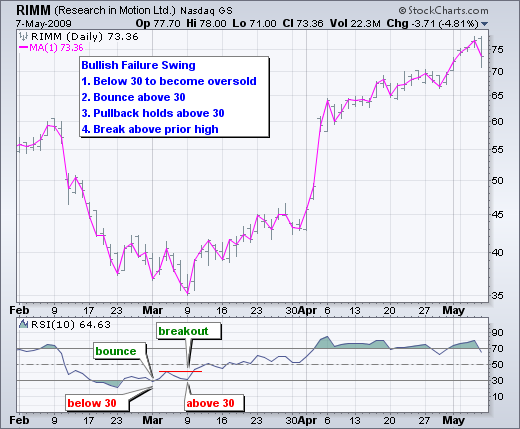 RIMM (Research in Motion Ltd.) Nasdaq GS © StockCharts.com
7-May-2009 Op 77.70 Hi 78.00 Lo 71.00 Cl 73.36 Vol 22.3M Chg -3.71 (-4.81%)
RIMM (Daily) 73.36
MA(1) 73.36
Bullish Failure Swing
1. Below 30 to become oversold
2. Bounce above 30
3. Pullback holds above 30
4. Break above prior high
75
70
65
60
55
50
45
40
35
Feb 9 17 23 Mar 9 16 23 Apr 6 13 20 27 May
RSI(10) 64.63
breakout
bounce
below 30
above 30
90
70
50
30
10
Feb 9 17 23 Mar 9 16 23 Apr 6 13 20 27 May